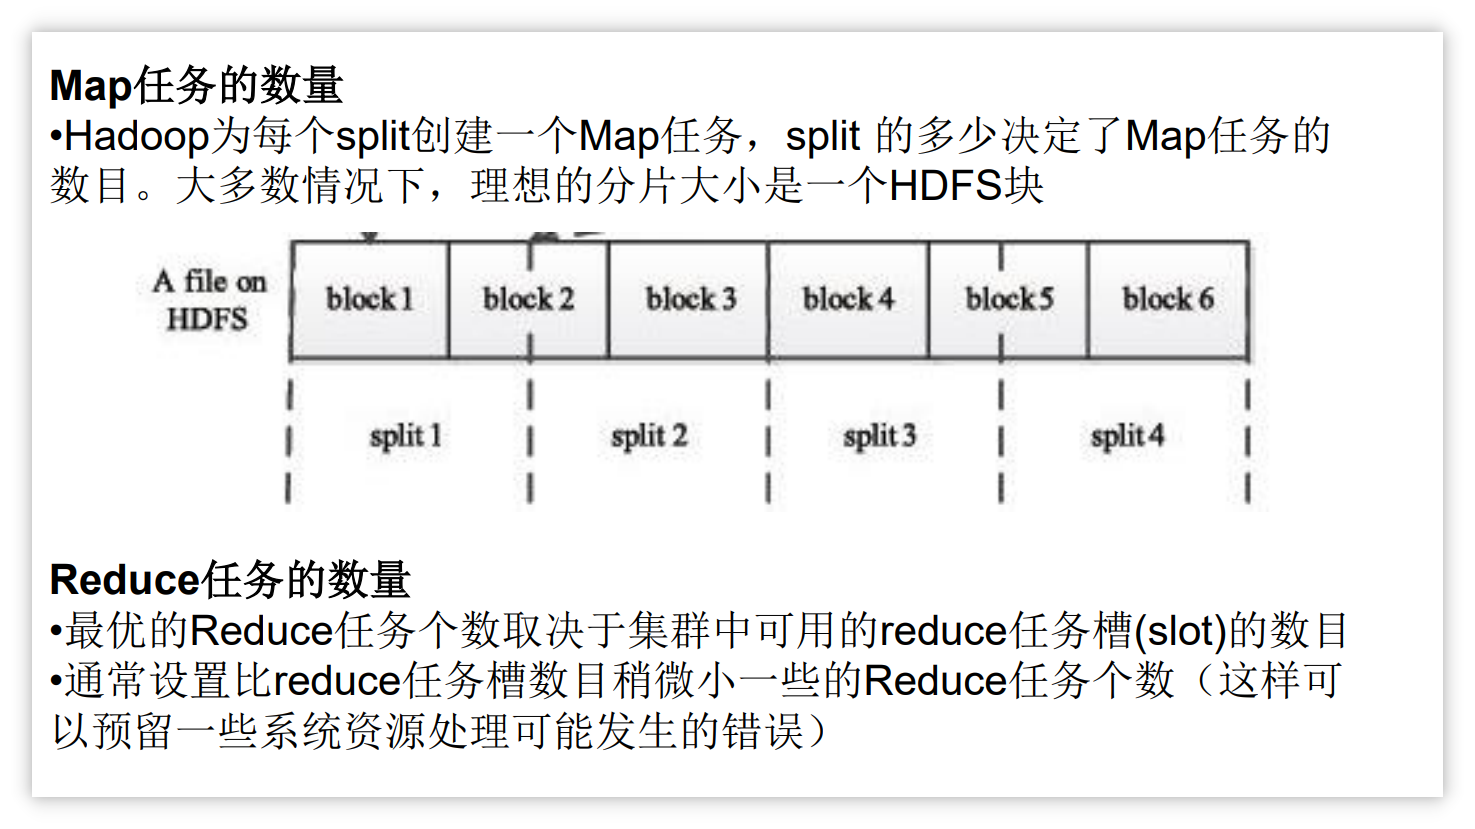 Map任务的数量
•Hadoop为每个split创建一个Map任务，split 的多少决定了Map任务的
数目。大多数情况下，理想的分片大小是一个HDFS块
A file on
HDFS
block 1
block 2
block 3
block 4
block 5
block 6
split 1
split 2
split 3
split 4
Reduce任务的数量
•最优的Reduce任务个数取决于集群中可用的reduce任务槽(slot)的数目
•通常设置比reduce任务槽数目稍微小一些的Reduce任务个数（这样可
以预留一些系统资源处理可能发生的错误）